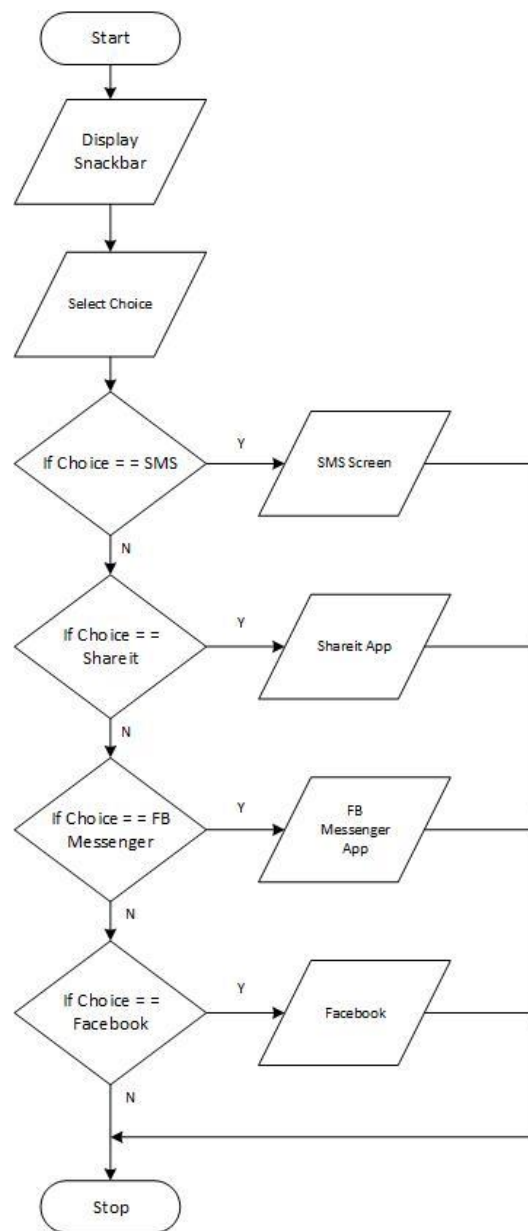 Start
Display
Snackbar
Select Choice
If Choice = = SMS
Y
SMS Screen
N
If Choice = =
Shareit
Y
Shareit App
N
If Choice = = FB
Messenger
Y
FB
Messenger
App
N
If Choice = =
Facebook
Y
Facebook
N
Stop